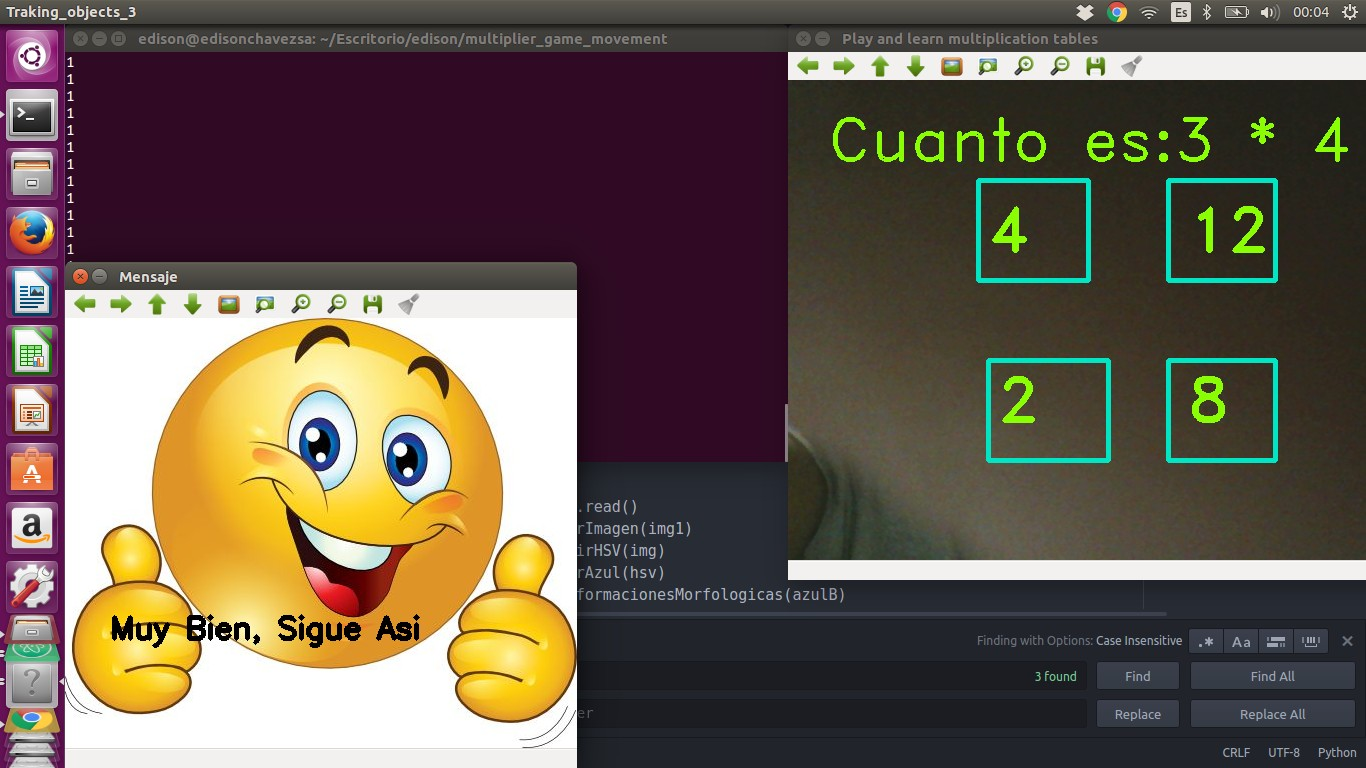 Traking_objects_3
Es
00:04
edison@edisonchavezsa: ~/Escritorio/edison/multiplier_game_movement
1
1
1
1
1
1
1
1
1
1
1
1
Mensaje
Muy Bien, Sigue Asi
Play and learn multiplication tables
Cuanto es:3 * 4
4 12
2 8
.read()
rImagen(img1)
irHSV(img)
rAzul(hsv)
formacionesMorfologicas(azulB)
Finding with Options: Case Insensitive
.* Aa
3 found
Find
Find All
er
Replace
Replace All
CRLF UTF-8 Python